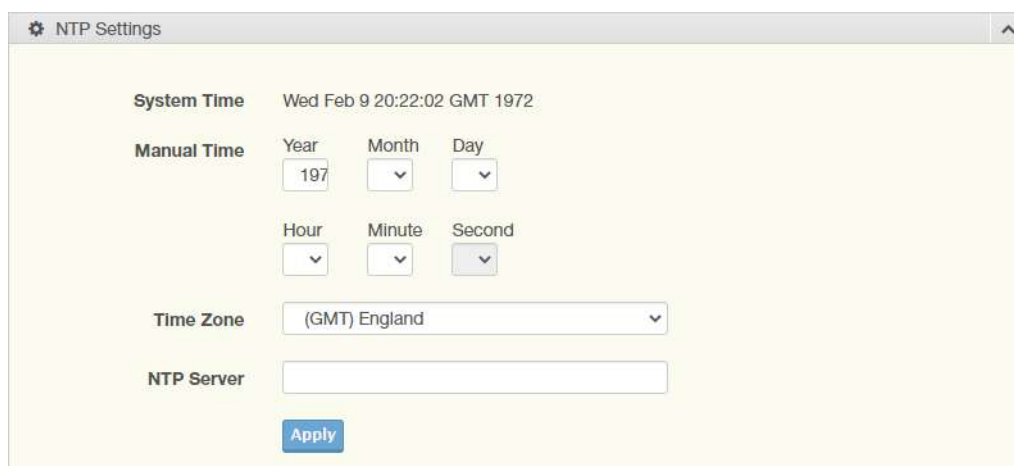 NTP Settings
System Time Wed Feb 9 20:22:02 GMT 1972
Manual Time Year Month Day
197
Hour Minute Second
Time Zone (GMT) England
NTP Server
Apply